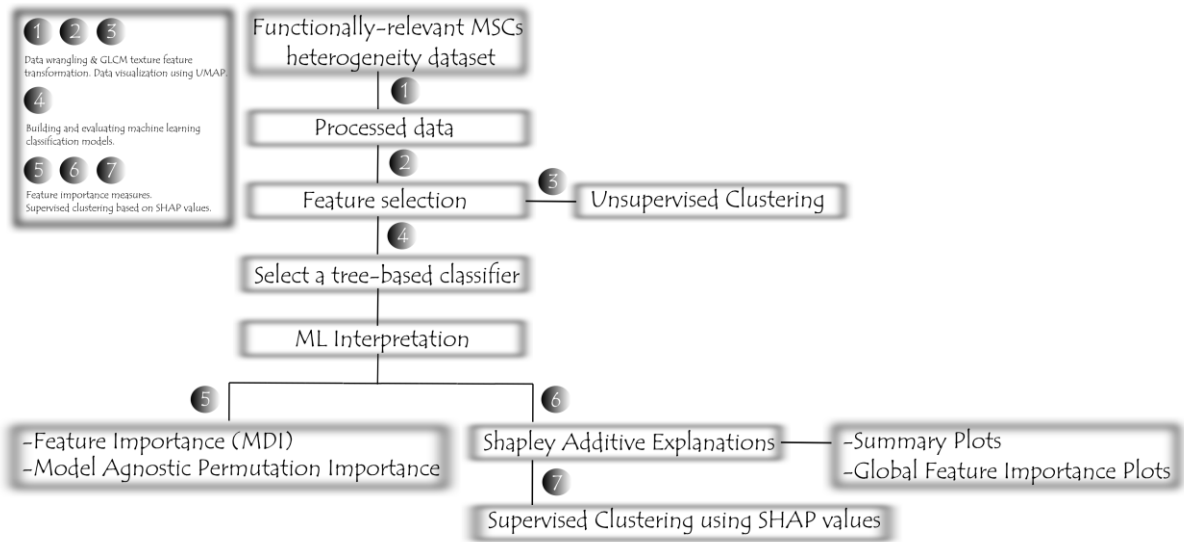 1 2 3
Data wrangling & GLCM texture feature
transformation. Data visualization using UMAP.
4
Building and evaluating machine learning
classification models.
5 6 7
Feature importance measures.
Supervised clustering based on SHAP values.
Functionally-relevant MSCs
heterogeneity dataset
1
Processed data
2
Feature selection
3
Unsupervised Clustering
4
Select a tree-based classifier
ML Interpretation
5
-Feature Importance (MDI)
-Model Agnostic Permutation Importance
6
Shapley Additive Explanations
-Summary Plots
-Global Feature Importance Plots
7
Supervised Clustering using SHAP values